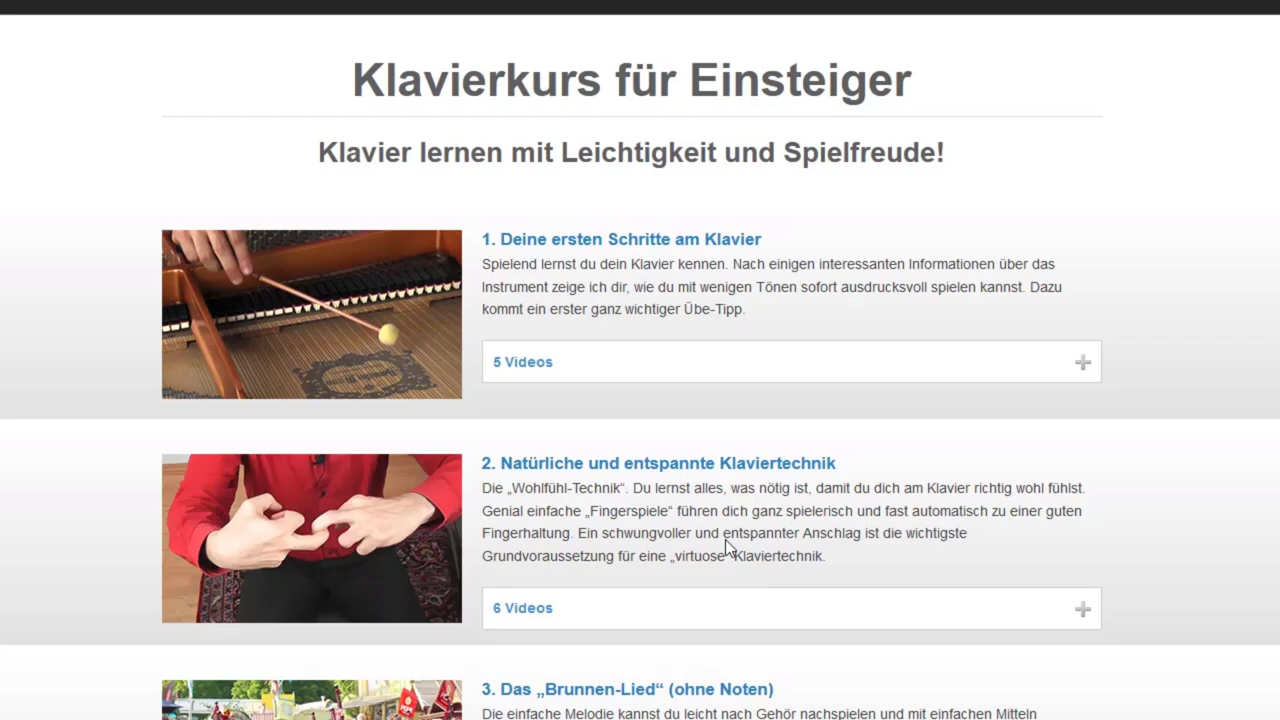 Klavierkurs für Einsteiger
Klavier lernen mit Leichtigkeit und Spielfreude!
1. Deine ersten Schritte am Klavier
Spielend lernst du dein Klavier kennen. Nach einigen interessanten Informationen über das
Instrument zeige ich dir, wie du mit wenigen Tönen sofort ausdrucksvoll spielen kannst. Dazu
kommt ein erster ganz wichtiger Übe-Tipp.
5 Videos
2. Natürliche und entspannte Klaviertechnik
Die „Wohlfühl-Technik“. Du lernst alles, was nötig ist, damit du dich am Klavier richtig wohl fühlst.
Genial einfache „Fingerspiele“ führen dich ganz spielerisch und fast automatisch zu einer guten
Fingerhaltung. Ein schwungvoller und entspannter Anschlag ist die wichtigste
Grundvoraussetzung für eine „virtuose“ Klaviertechnik.
6 Videos
3. Das „Brunnen-Lied“ (ohne Noten)
Die einfache Melodie kannst du leicht nach Gehör nachspielen und mit einfachen Mitteln